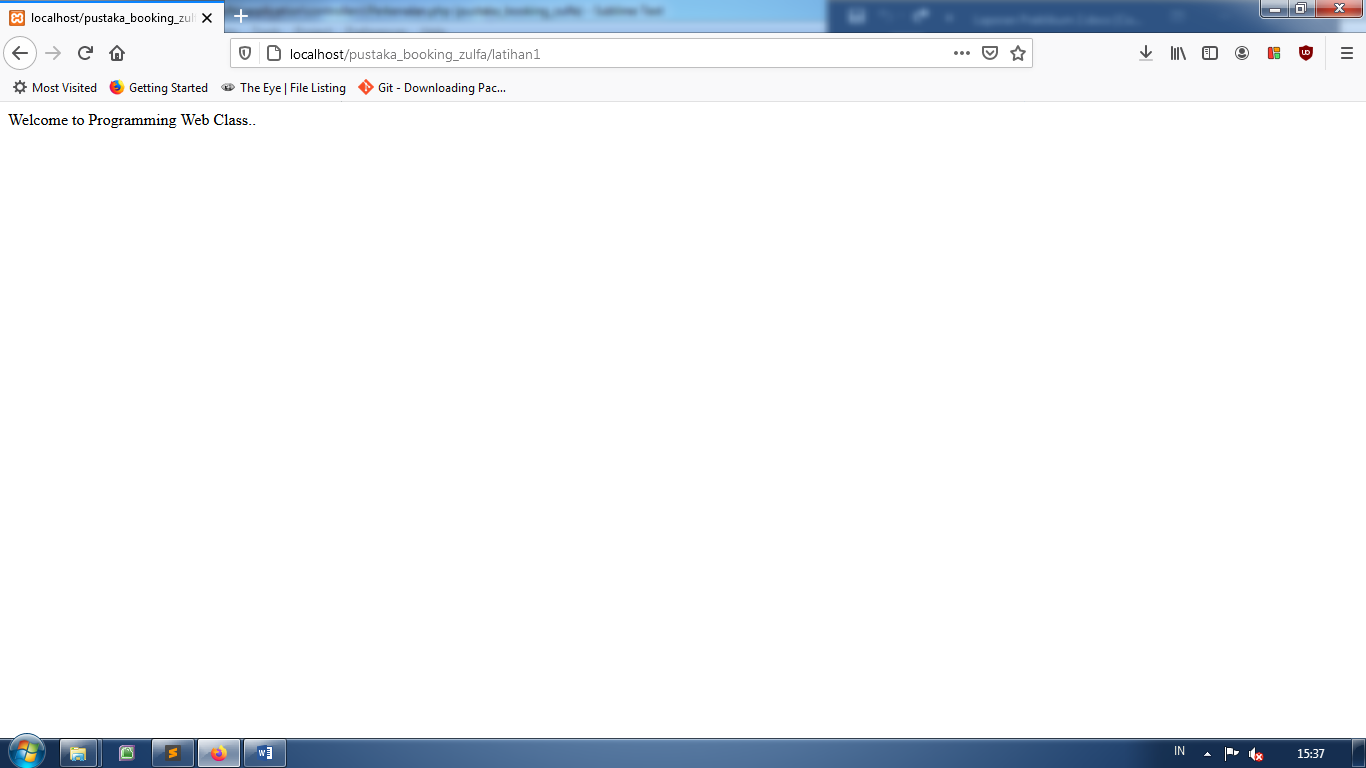 localhost/pustaka_booking_zul
localhost/pustaka_booking_zulfa/latihan1
Most Visited
Getting Started
The Eye | File Listing
Git - Downloading Pac...
Welcome to Programming Web Class..
IN
15:37